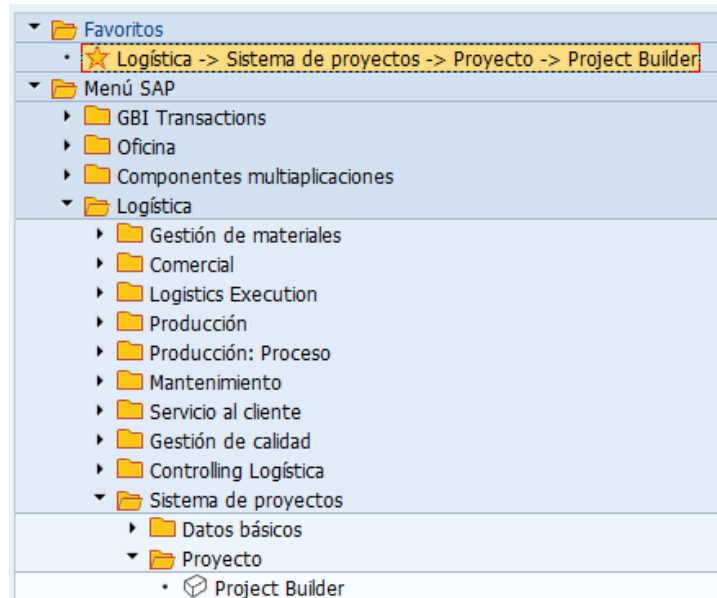 Favoritos
Logística -> Sistema de proyectos -> Proyecto -> Project Builder
Menú SAP
GBI Transactions
Oficina
Componentes multiaplicaciones
Logística
Gestión de materiales
Comercial
Logistics Execution
Producción
Producción: Proceso
Mantenimiento
Servicio al cliente
Gestión de calidad
Controlling Logística
Sistema de proyectos
Datos básicos
Proyecto
Project Builder